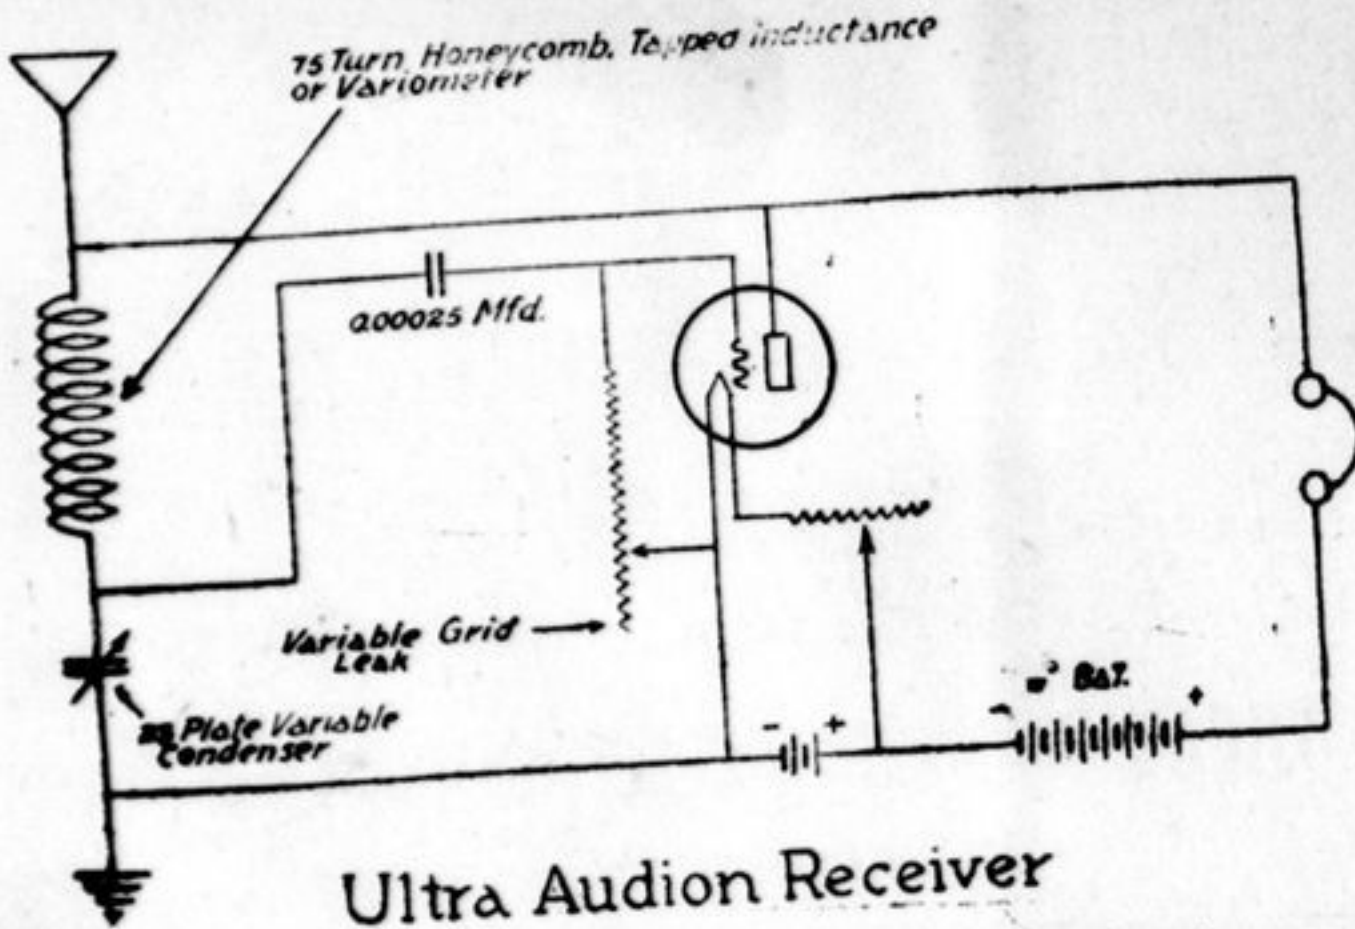 75 Turn Honeycomb, Tapped inductance
or Variometer
0.00025 Mfd.
Variable Grid
Leak
Plate Variable
Condenser
- +
BAT.
- +
Ultra Audion Receiver